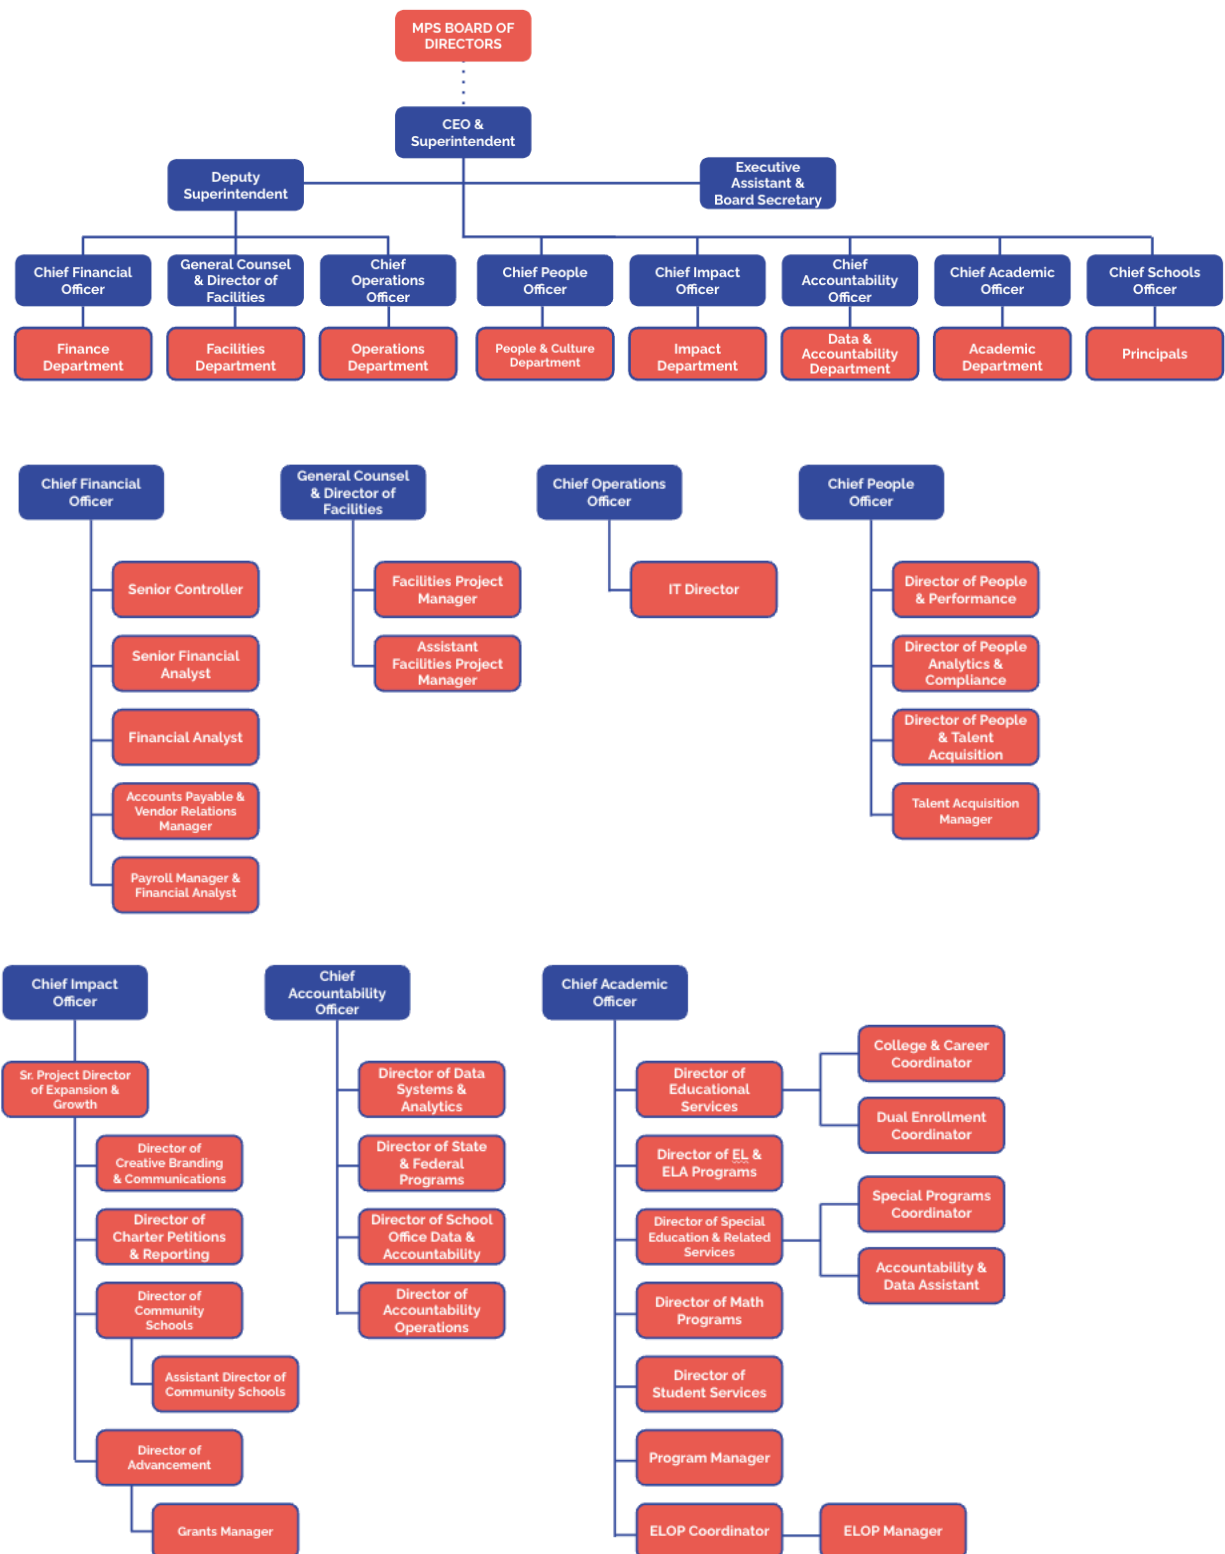 MPS BOARD OF
DIRECTORS
CEO &
Superintendent
Deputy
Superintendent
Executive
Assistant &
Board Secretary
Chief Financial
Officer
General Counsel
& Director of
Facilities
Chief
Operations
Officer
Chief People
Officer
Chief Impact
Officer
Chief
Accountability
Officer
Chief Academic
Officer
Chief Schools
Officer
Finance
Department
Facilities
Department
Operations
Department
People & Culture
Department
Impact
Department
Data &
Accountability
Department
Academic
Department
Principals
Chief Financial
Officer
Senior Controller
Senior Financial
Analyst
Financial Analyst
Accounts Payable &
Vendor Relations
Manager
Payroll Manager &
Financial Analyst
General Counsel
& Director of
Facilities
Facilities Project
Manager
Assistant
Facilities Project
Manager
Chief Operations
Officer
IT Director
Chief People
Officer
Director of People
& Performance
Director of People
Analytics &
Compliance
Director of People
& Talent
Acquisition
Talent Acquisition
Manager
Chief Impact
Officer
Sr. Project Director
of Expansion &
Growth
Director of
Creative Branding
& Communications
Director of
Charter Petitions
& Reporting
Director of
Community
Schools
Assistant Director of
Community Schools
Director of
Advancement
Grants Manager
Chief
Accountability
Officer
Director of Data
Systems &
Analytics
Director of State
& Federal
Programs
Director of School
Office Data &
Accountability
Director of
Accountability
Operations
Chief Academic
Officer
Director of
Educational
Services
College & Career
Coordinator
Dual Enrollment
Coordinator
Director of EL &
ELA Programs
Director of Special
Education & Related
Services
Special Programs
Coordinator
Accountability &
Data Assistant
Director of Math
Programs
Director of
Student Services
Program Manager
ELOP Coordinator
ELOP Manager